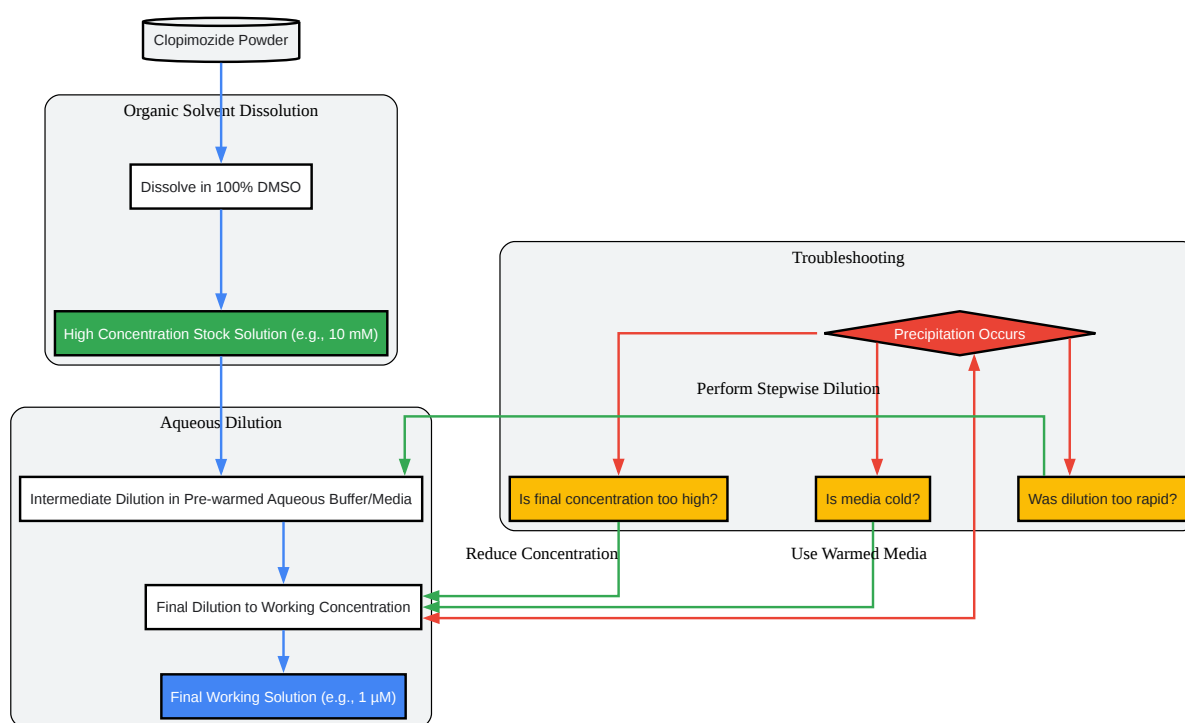 Clopimozide Powder
Organic Solvent Dissolution
Dissolve in 100% DMSO
High Concentration Stock Solution (e.g., 10 mM)
Troubleshooting
Precipitation Occurs
Perform Stepwise Dilution
Aqueous Dilution
Intermediate Dilution in Pre-warmed Aqueous Buffer/Media
Is final concentration too high?
Is media cold?
Was dilution too rapid?
Reduce Concentration
Use Warmed Media
Final Dilution to Working Concentration
Final Working Solution (e.g., 1 µM)